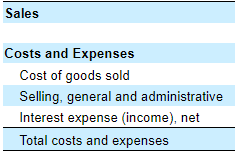 Sales
Costs and Expenses
Cost of goods sold
Selling, general and administrative
Interest expense (income), net
Total costs and expenses